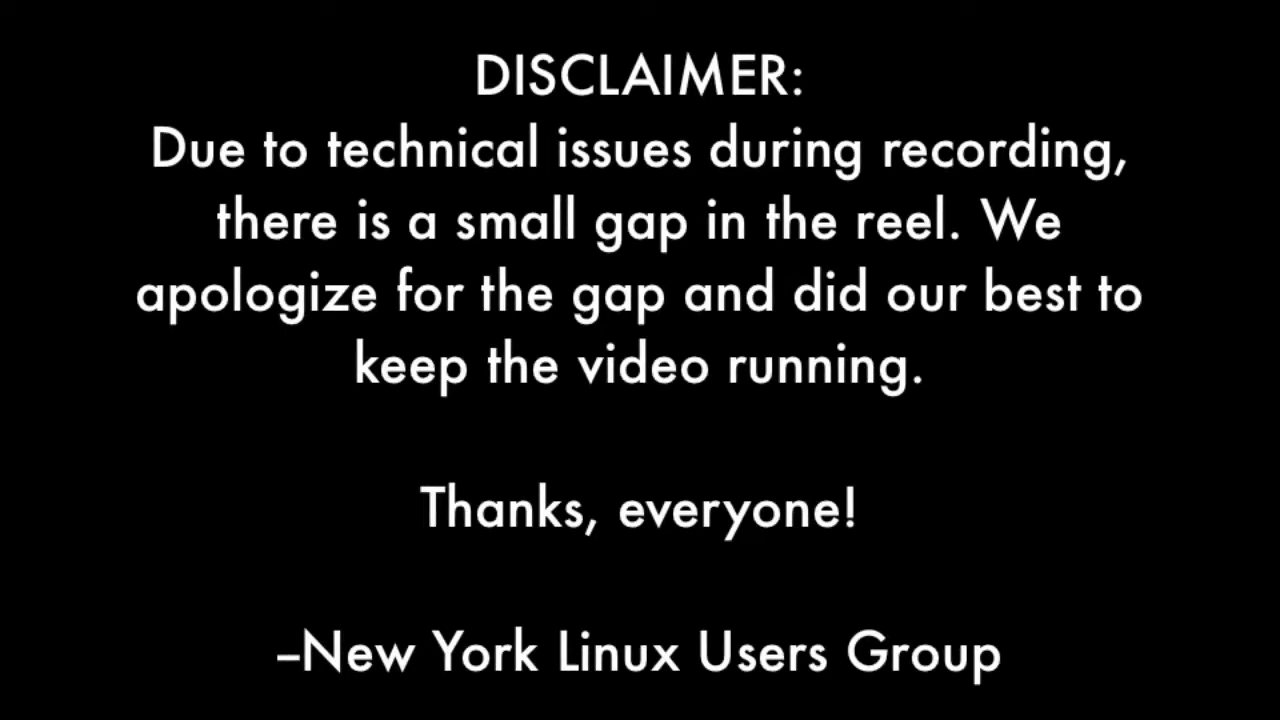 DISCLAIMER:
Due to technical issues during recording,
there is a small gap in the reel. We
apologize for the gap and did our best to
keep the video running.
Thanks, everyone!
–New York Linux Users Group